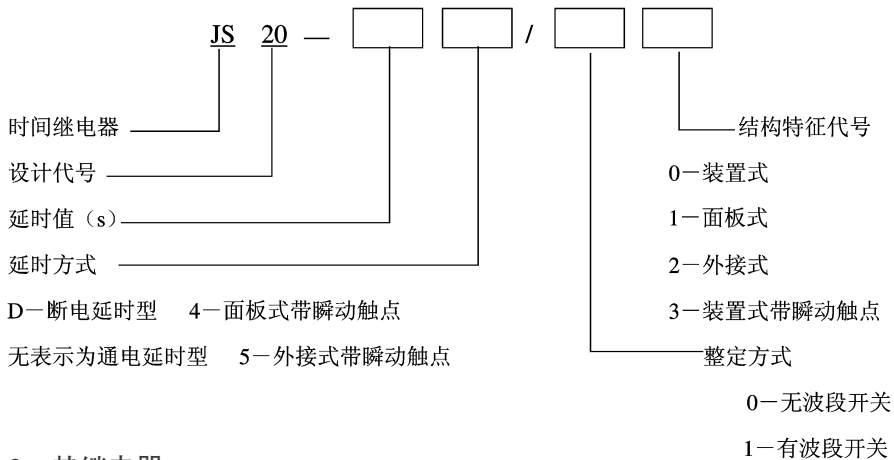 JS 20 — /
时间继电器 结构特征代号
设计代号 0－装置式
延时值（s） 1－面板式
延时方式 2－外接式
D－断电延时型 4－面板式带瞬动触点 3－装置式带瞬动触点
无表示为通电延时型 5－外接式带瞬动触点 整定方式
0－无波段开关
1－有波段开关